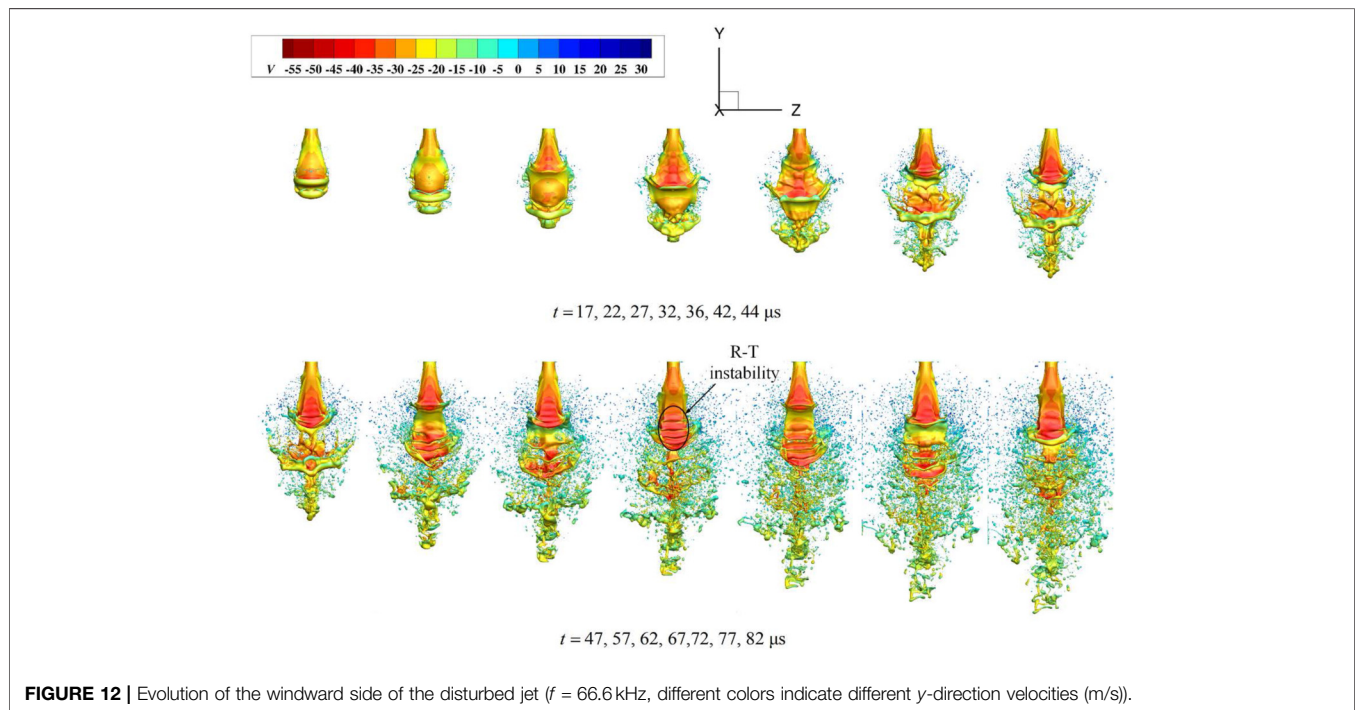 V -55 -50 -45 -40 -35 -30 -25 -20 -15 -10 -5 0 5 10 15 20 25 30
Y
X Z
t = 17, 22, 27, 32, 36, 42, 44 μs
R-T
instability
t = 47, 57, 62, 67,72, 77, 82 μs
FIGURE 12 | Evolution of the windward side of the disturbed jet (f = 66.6 kHz, different colors indicate different y-direction velocities (m/s)).